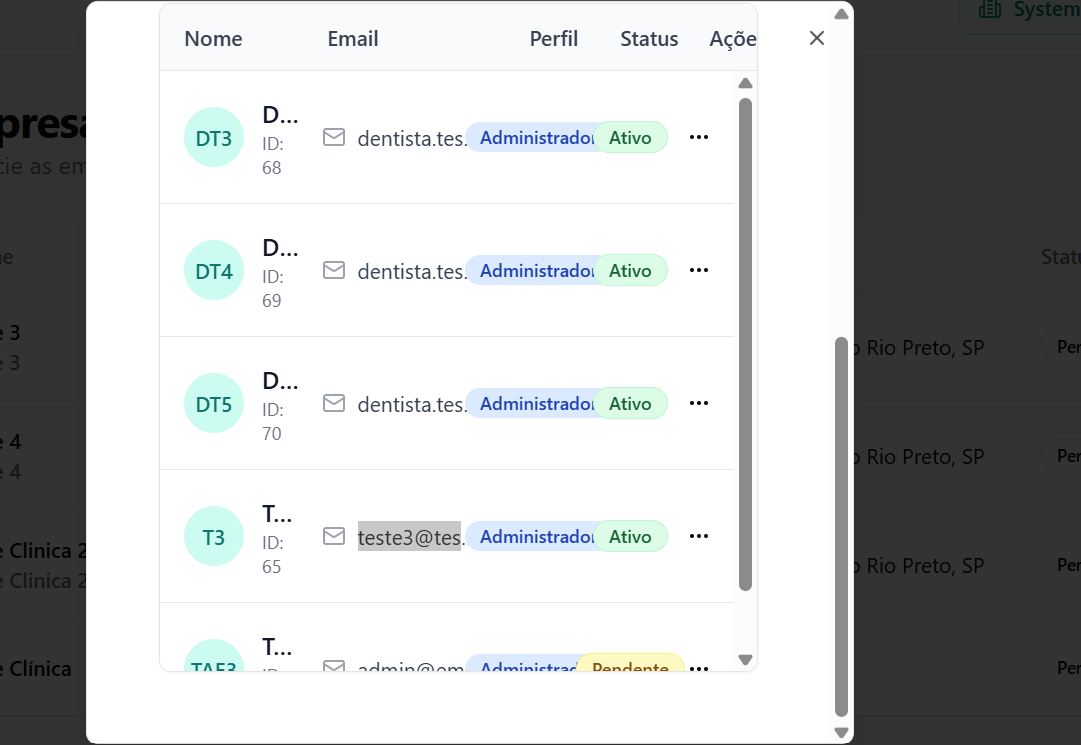 System
presa
cie as em
Nome Email Perfil Status Açõe
DT3 D... ID: 68 dentista.tes. Administrador Ativo ...
DT4 D... ID: 69 dentista.tes. Administrador Ativo ...
DT5 D... ID: 70 dentista.tes. Administrador Ativo ...
T3 T... ID: 65 teste3@tes. Administrador Ativo ...
TAE3 T... ID: admin@em Administrad Pendente ...
e
Statu
e 3
e 3
o Rio Preto, SP
Per
e 4
e 4
o Rio Preto, SP
Per
e Clinica 2
e Clinica 2
o Rio Preto, SP
Per
e Clínica
Per